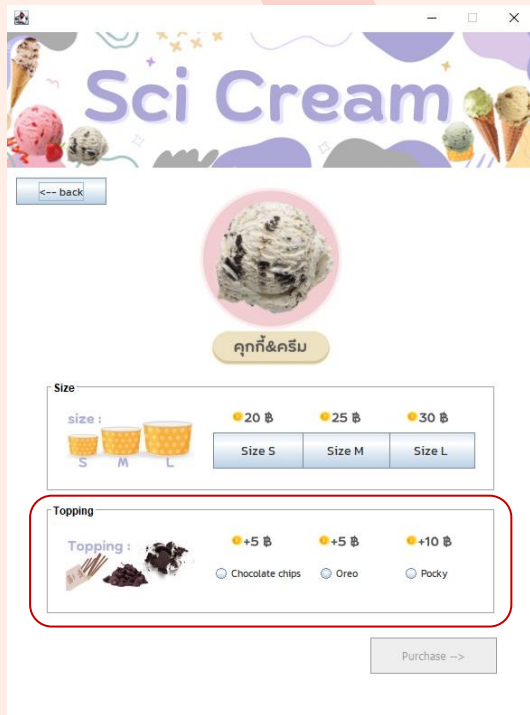 Sci Cream
<-- back
คุกกี้&ครีม
Size
size :
20 ฿ 25 ฿ 30 ฿
S M L
Size S Size M Size L
Topping
Topping :
+5 ฿ +5 ฿ +10 ฿
Chocolate chips Oreo Pocky
Purchase -->